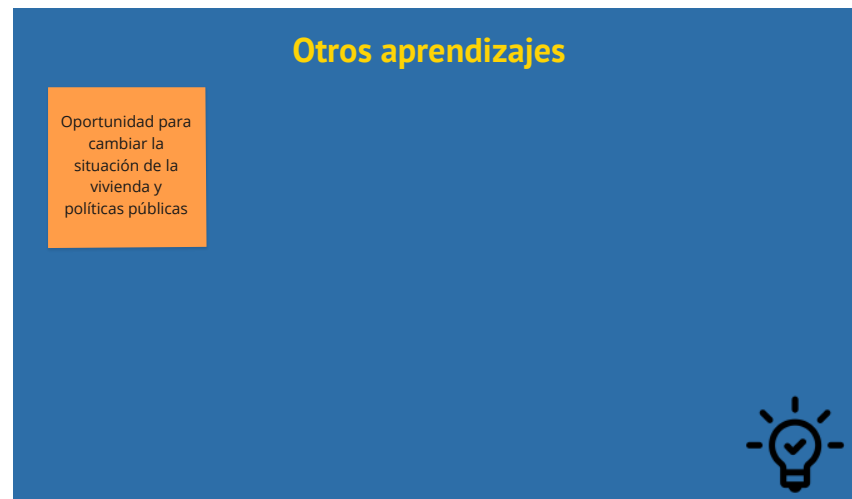 Otros aprendizajes
Oportunidad para
cambiar la
situación de la
vivienda y
políticas públicas